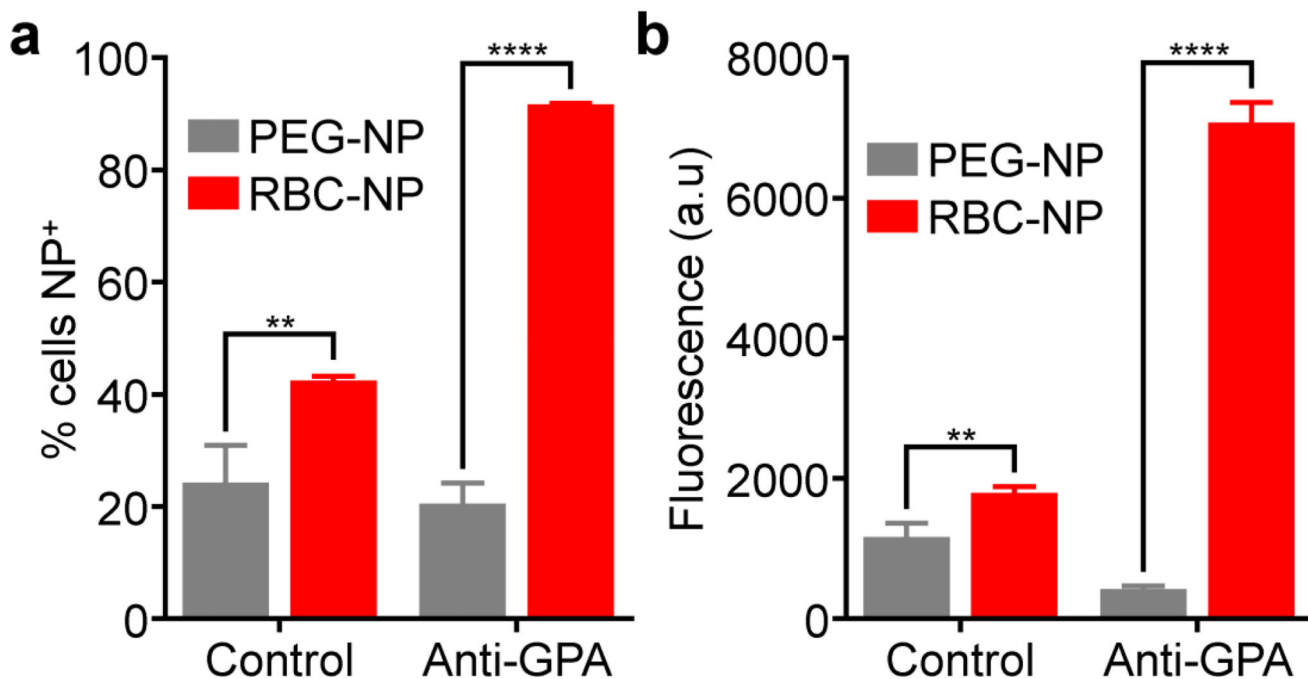 a
% cells NP⁺
100
80
60
40
20
0
PEG-NP
RBC-NP
**
****
Control
Anti-GPA
b
Fluorescence (a.u)
8000
6000
4000
2000
0
PEG-NP
RBC-NP
**
****
Control
Anti-GPA